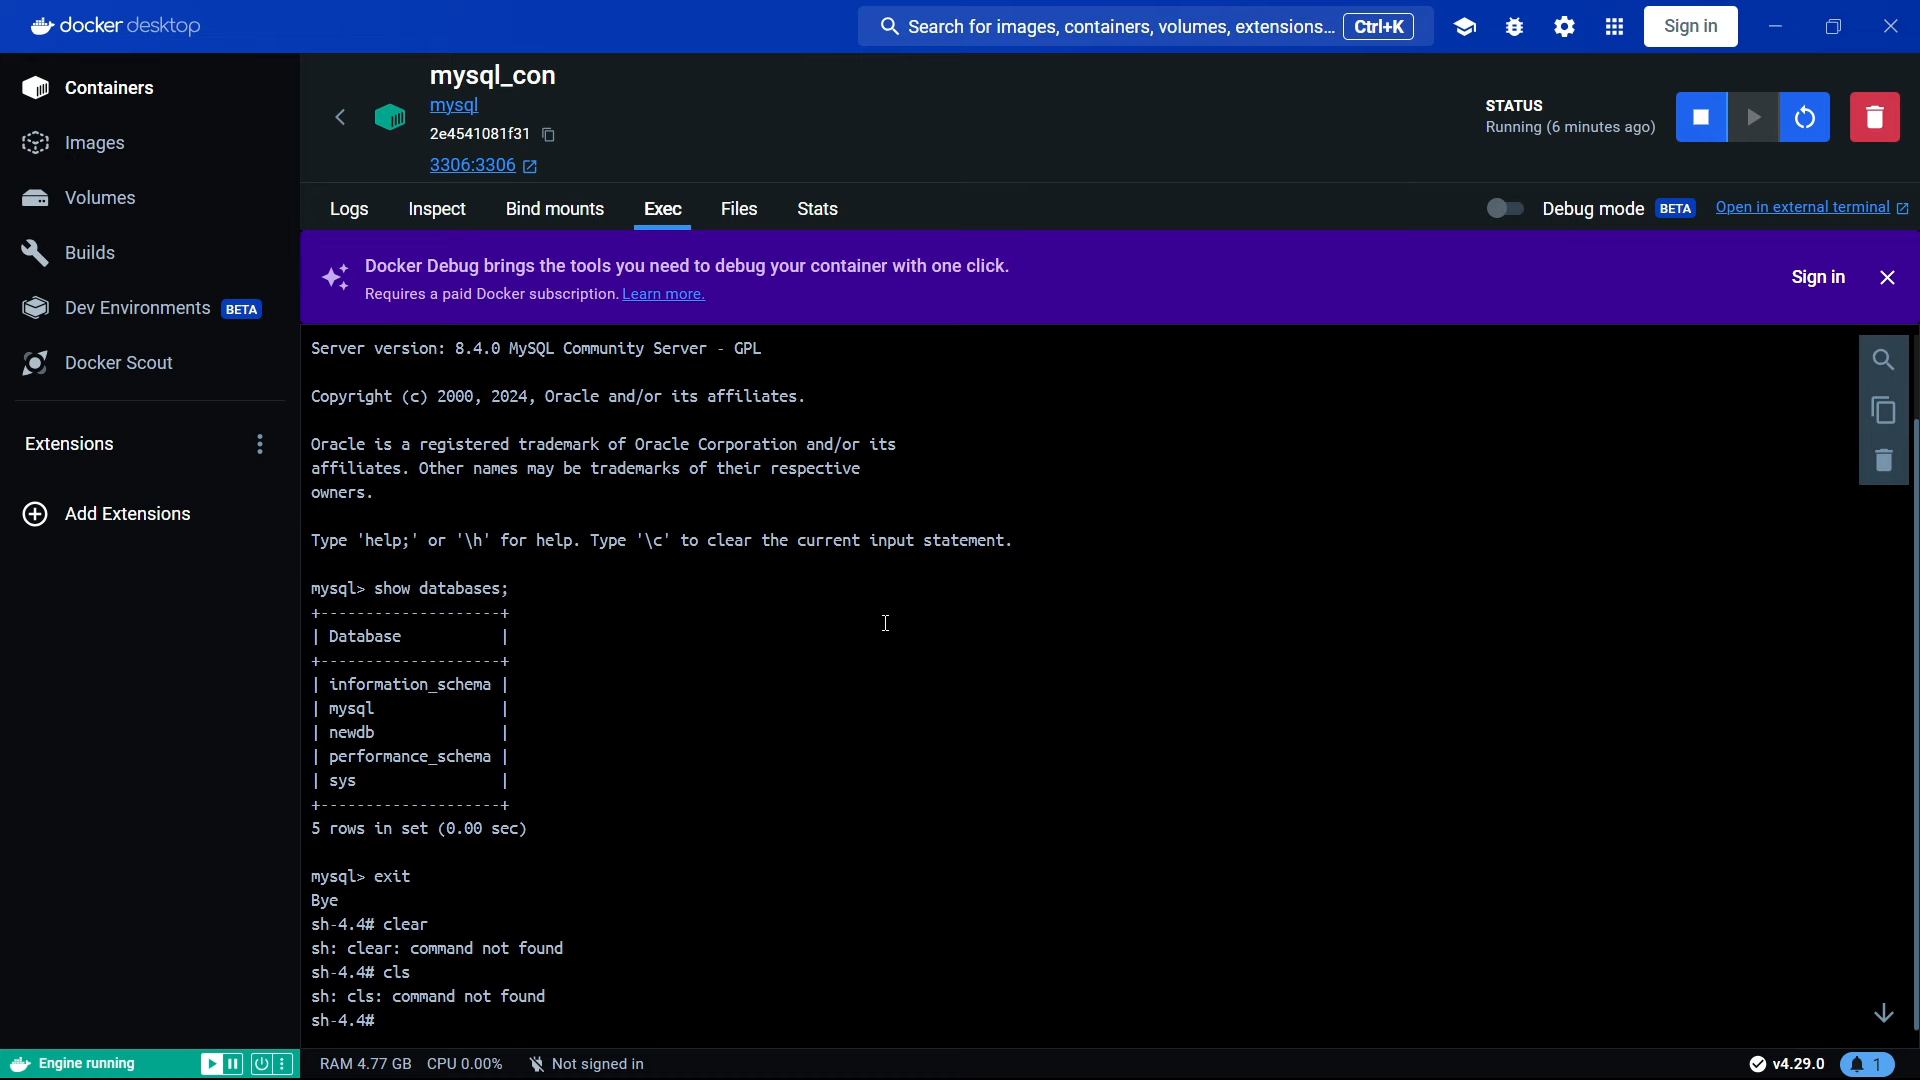 docker desktop
Search for images, containers, volumes, extensions... Ctrl+K
Sign in
Containers
Images
Volumes
Builds
Dev Environments BETA
Docker Scout
Extensions
Add Extensions
mysql_con
mysql
2e4541081f31
3306:3306
STATUS
Running (6 minutes ago)
Logs Inspect Bind mounts Exec Files Stats
Debug mode BETA Open in external terminal
Docker Debug brings the tools you need to debug your container with one click.
Requires a paid Docker subscription. Learn more.
Sign in
Server version: 8.4.0 MySQL Community Server - GPL
Copyright (c) 2000, 2024, Oracle and/or its affiliates.
Oracle is a registered trademark of Oracle Corporation and/or its
affiliates. Other names may be trademarks of their respective
owners.
Type 'help;' or '\h' for help. Type '\c' to clear the current input statement.
mysql> show databases;
+--------------------+
| Database           |
+--------------------+
| information_schema |
| mysql              |
| newdb              |
| performance_schema |
| sys                |
+--------------------+
5 rows in set (0.00 sec)
mysql> exit
Bye
sh-4.4# clear
sh: clear: command not found
sh-4.4# cls
sh: cls: command not found
sh-4.4#
Engine running
RAM 4.77 GB CPU 0.00% Not signed in
v4.29.0
1